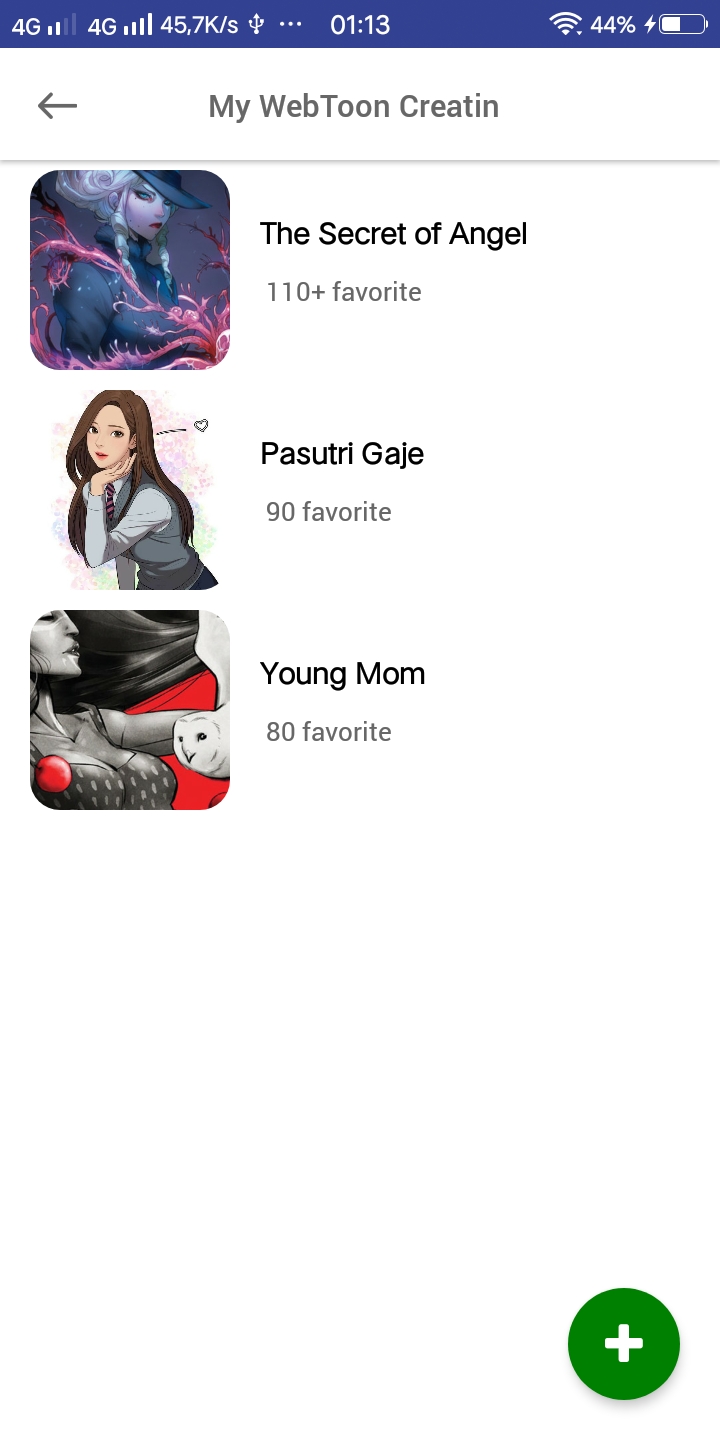 4G 4G 45,7K/s ··· 01:13 44%
My WebToon Creatin
The Secret of Angel
110+ favorite
Pasutri Gaje
90 favorite
Young Mom
80 favorite